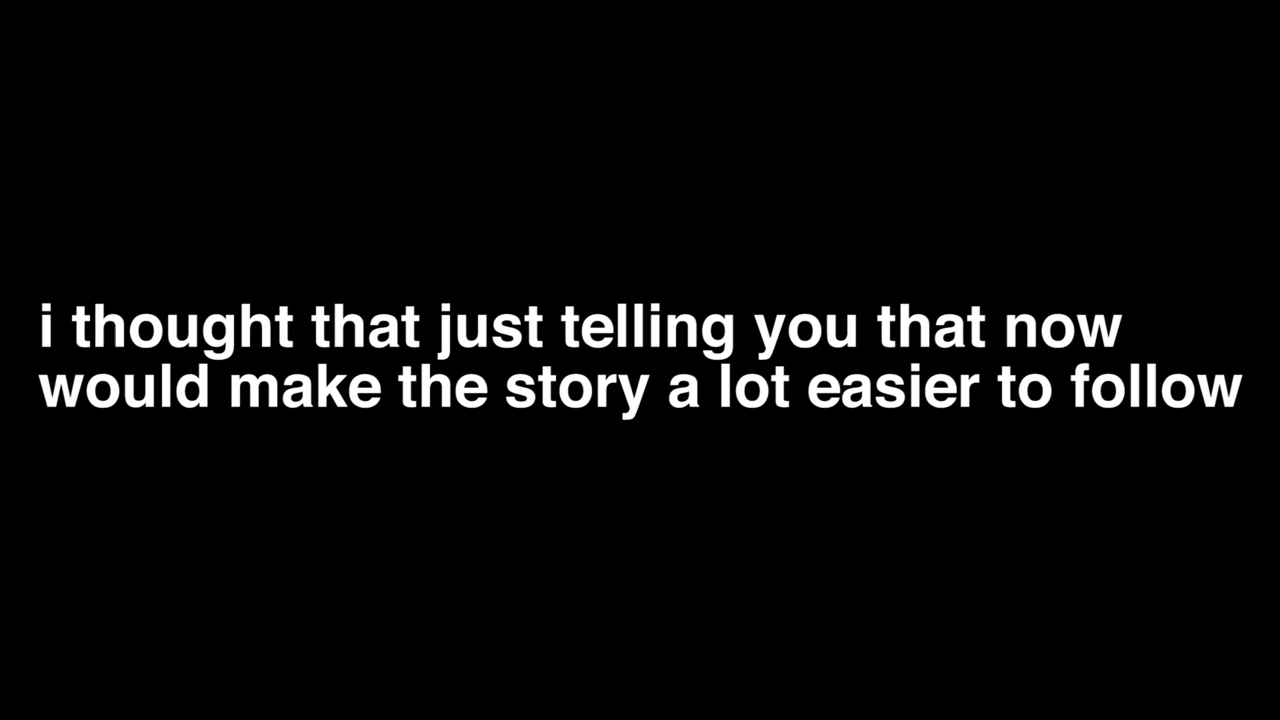 i thought that just telling you that now
would make the story a lot easier to follow